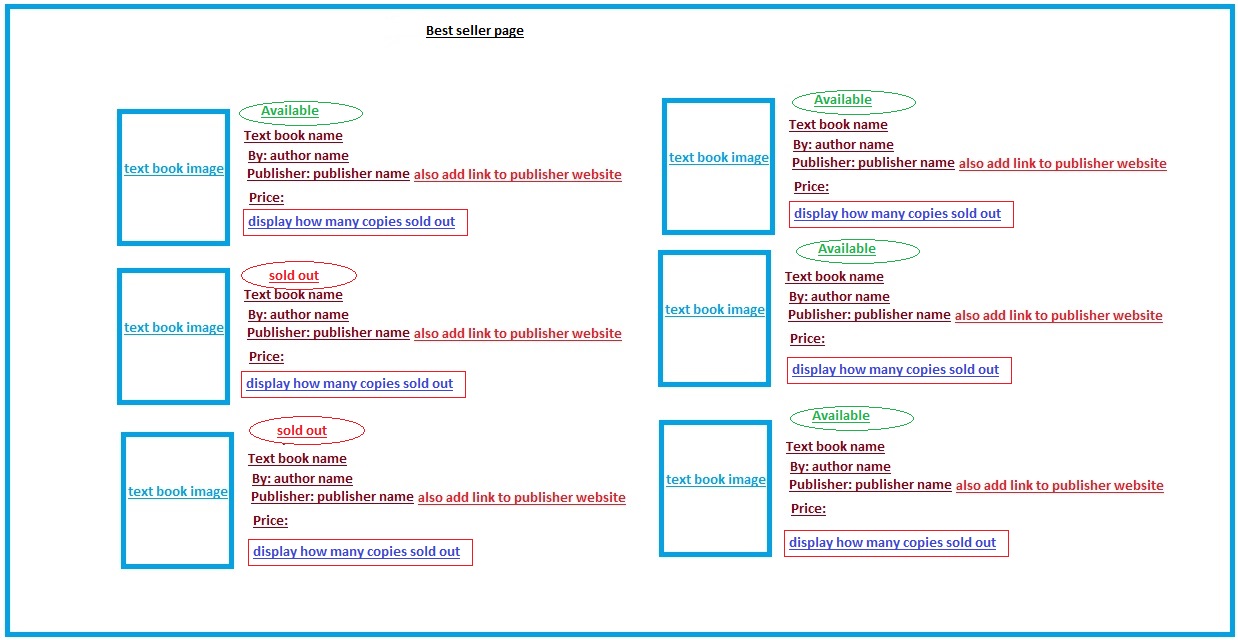 Best seller page
Available
text book image
Text book name
By: author name
Publisher: publisher name also add link to publisher website
Price:
display how many copies sold out
sold out
text book image
Text book name
By: author name
Publisher: publisher name also add link to publisher website
Price:
display how many copies sold out
sold out
text book image
Text book name
By: author name
Publisher: publisher name also add link to publisher website
Price:
display how many copies sold out
Available
text book image
Text book name
By: author name
Publisher: publisher name also add link to publisher website
Price:
display how many copies sold out
Available
text book image
Text book name
By: author name
Publisher: publisher name also add link to publisher website
Price:
display how many copies sold out
Available
text book image
Text book name
By: author name
Publisher: publisher name also add link to publisher website
Price:
display how many copies sold out